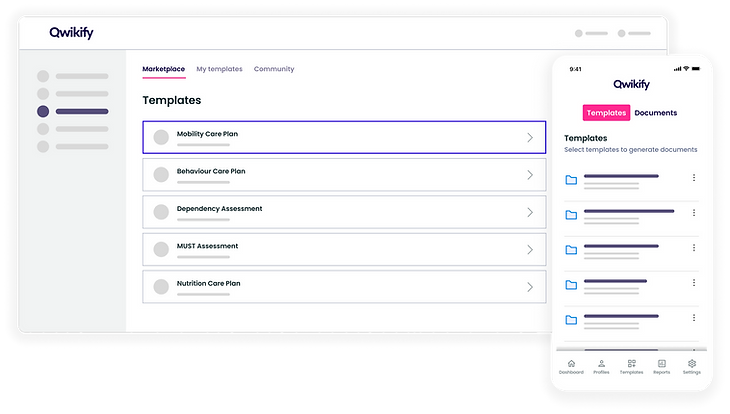 Qwikify
Marketplace My templates Community
Templates
Mobility Care Plan
Behaviour Care Plan
Dependency Assessment
MUST Assessment
Nutrition Care Plan
9:41
Qwikify
Templates Documents
Templates
Select templates to generate documents
Dashboard Profiles Templates Reports Settings